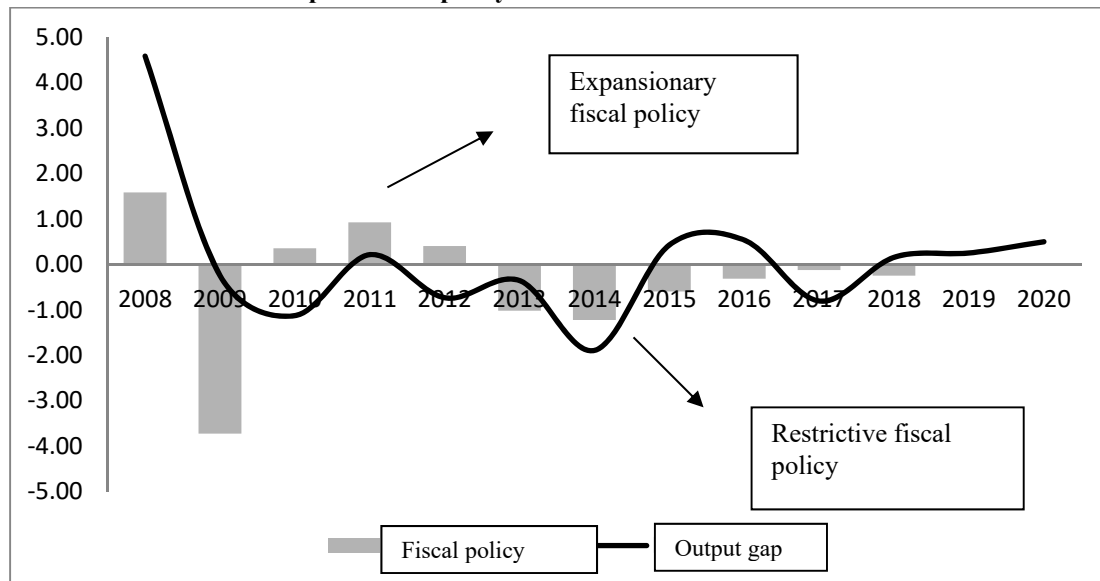 5.00
4.00
3.00
2.00
1.00
0.00
-1.00
-2.00
-3.00
-4.00
-5.00
Expansionary
fiscal policy
2008 2009 2010 2011 2012 2013 2014 2015 2016 2017 2018 2019 2020
Restrictive fiscal
policy
Fiscal policy
Output gap